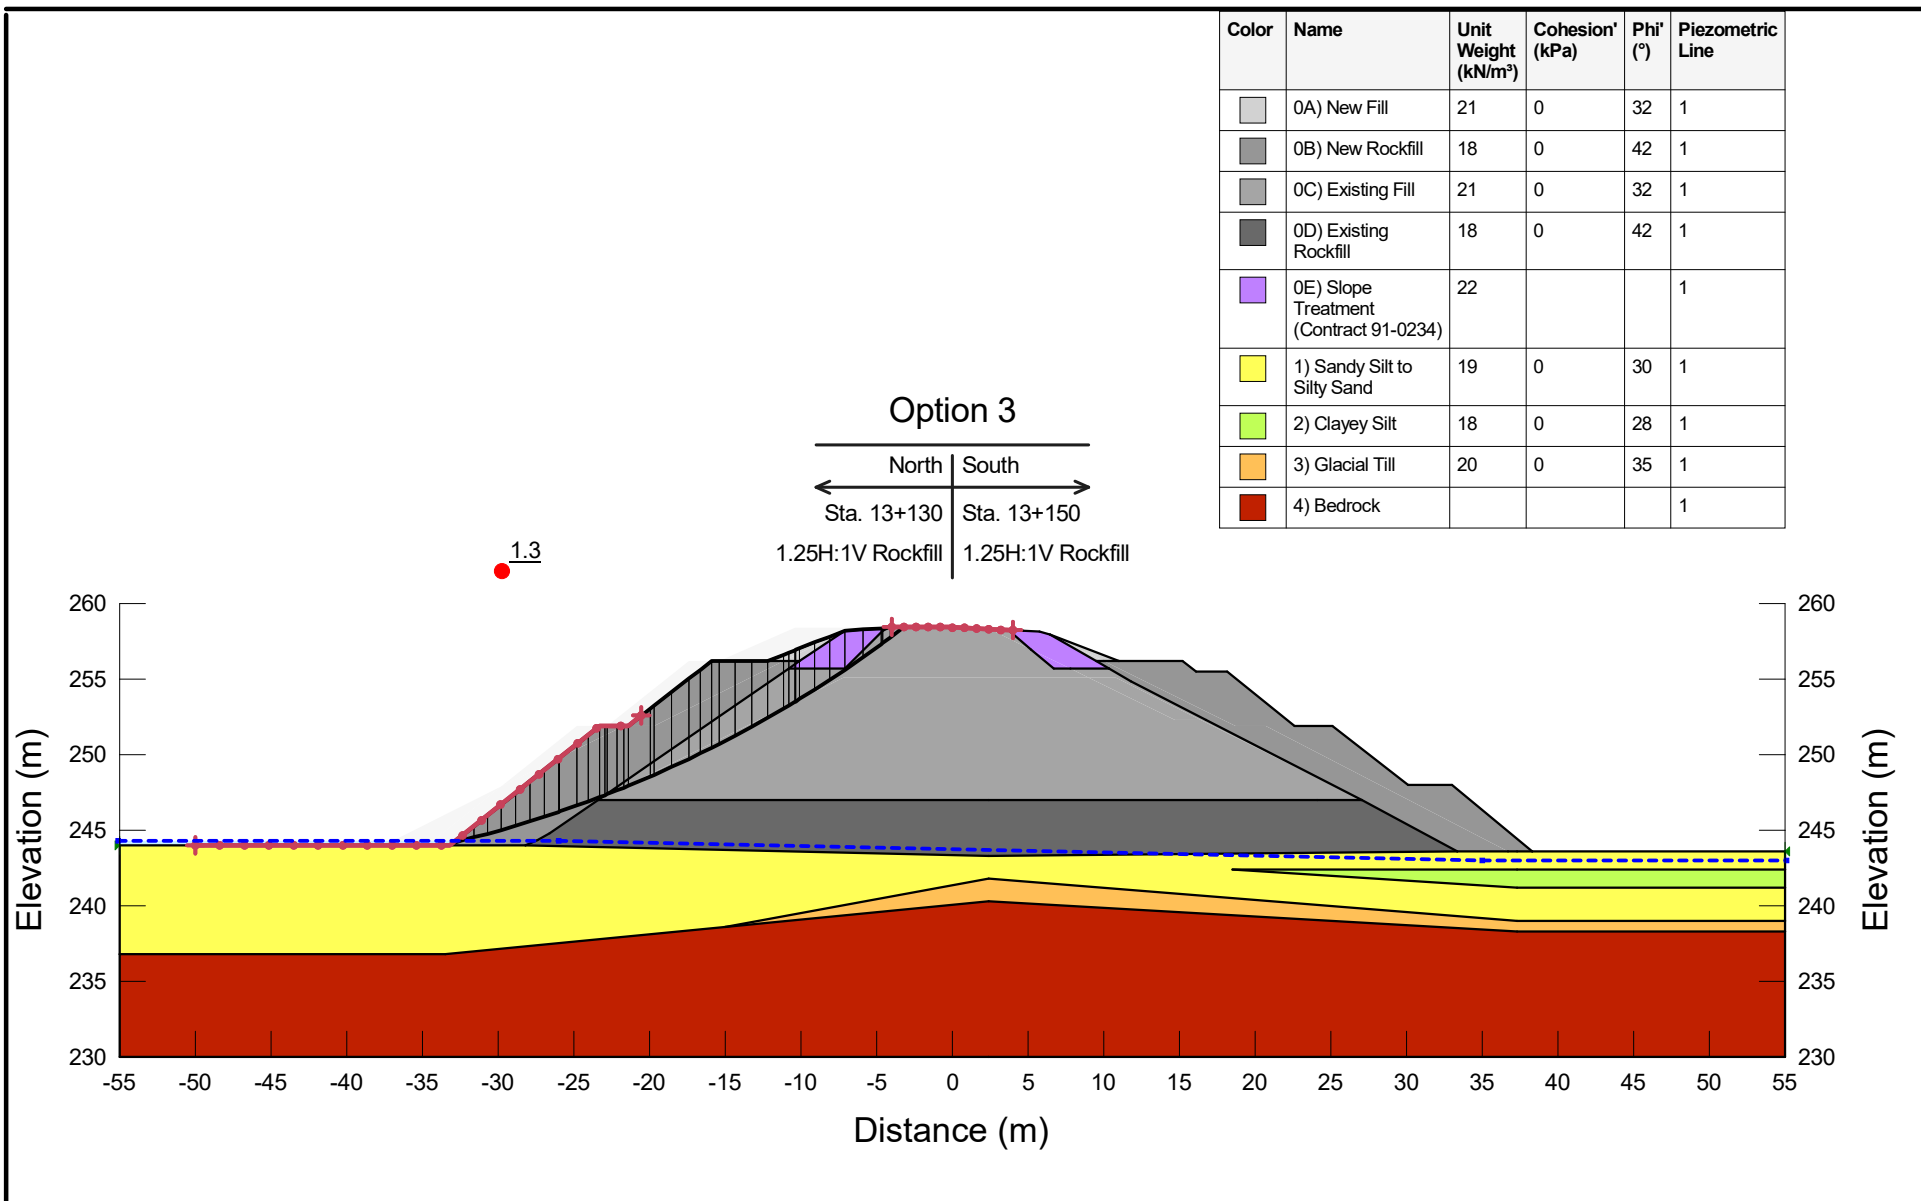 Color Name Unit Weight (kN/m³) Cohesion' (kPa) Phi' (°) Piezometric Line
0A) New Fill 21 0 32 1
0B) New Rockfill 18 0 42 1
0C) Existing Fill 21 0 32 1
0D) Existing Rockfill 18 0 42 1
0E) Slope Treatment (Contract 91-0234) 22 1
1) Sandy Silt to Silty Sand 19 0 30 1
2) Clayey Silt 18 0 28 1
3) Glacial Till 20 0 35 1
4) Bedrock 1
Option 3
North South
Sta. 13+130 Sta. 13+150
1.25H:1V Rockfill 1.25H:1V Rockfill
1.3
260 260
255 255
250 250
245 245
240 240
235 235
230 230
Elevation (m) Elevation (m)
-55 -50 -45 -40 -35 -30 -25 -20 -15 -10 -5 0 5 10 15 20 25 30 35 40 45 50 55
Distance (m)